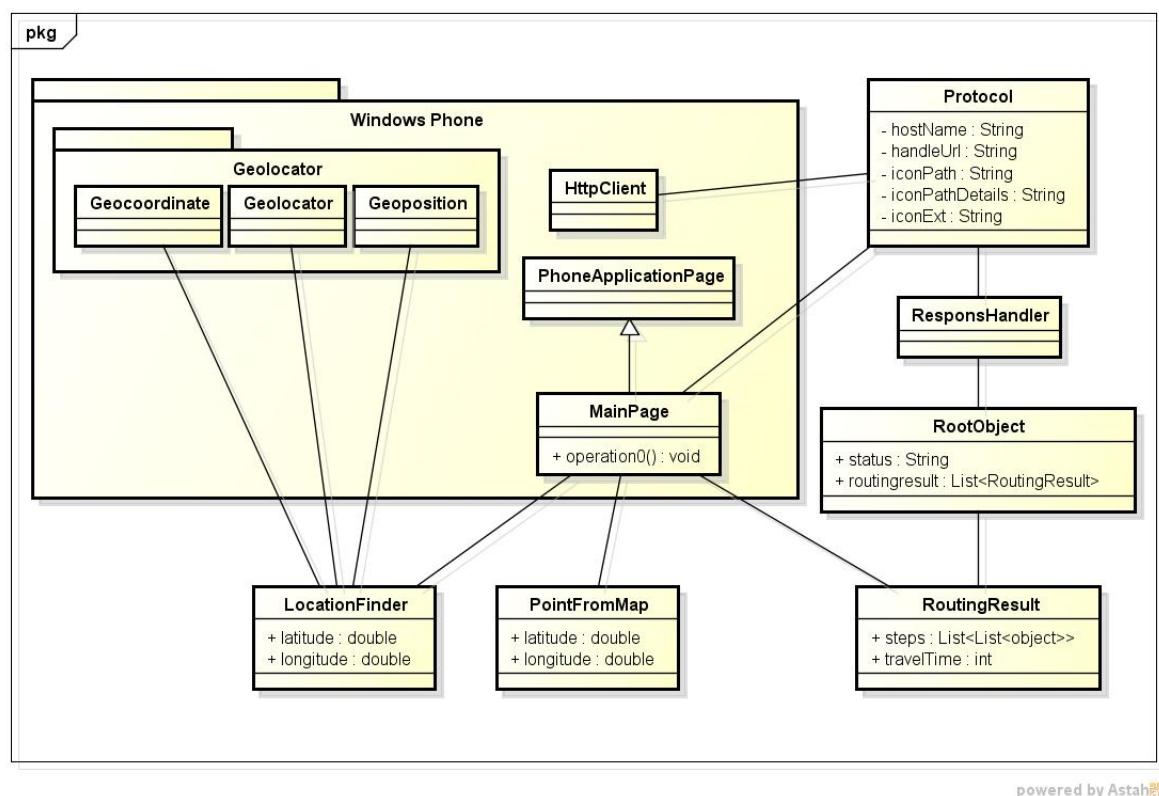 pkg
Windows Phone
Geolocator
Geocoordinate
Geolocator
Geoposition
HttpClient
PhoneApplicationPage
MainPage
+ operation0() : void
Protocol
- hostName : String
- handleUrl : String
- iconPath : String
- iconPathDetails : String
- iconExt : String
ResponsHandler
RootObject
+ status : String
+ routingresult : List<RoutingResult>
LocationFinder
+ latitude : double
+ longitude : double
PointFromMap
+ latitude : double
+ longitude : double
RoutingResult
+ steps : List<List<object>>
+ travelTime : int
powered by Astah